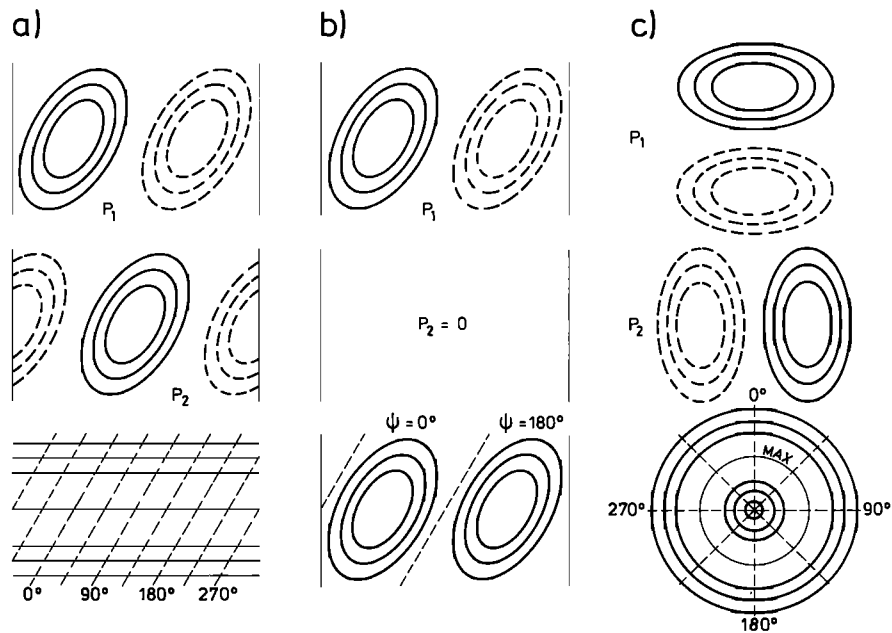 a)
b)
c)
P₁
P₁
P₁
P₂
P₂ = 0
P₂
0°
Ψ = 0°
Ψ = 180°
MAX
270°
90°
0° 90° 180° 270°
180°